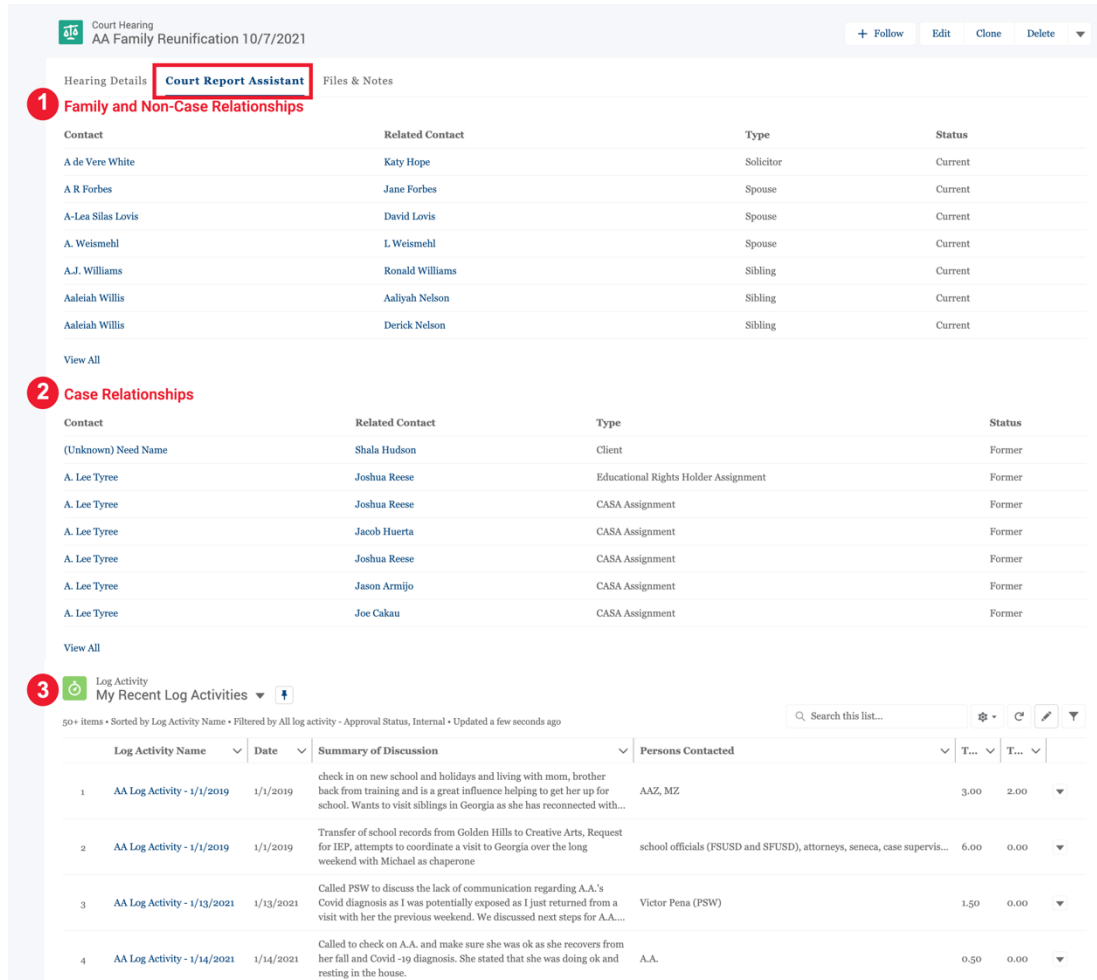 Court Hearing
AA Family Reunification 10/7/2021
+ Follow Edit Clone Delete
Hearing Details Court Report Assistant Files & Notes
1 Family and Non-Case Relationships
Contact Related Contact Type Status
A de Vere White Katy Hope Solicitor Current
A R Forbes Jane Forbes Spouse Current
A-Lea Silas Lovis David Lovis Spouse Current
A. Weismehl L Weismehl Spouse Current
A.J. Williams Ronald Williams Sibling Current
Aaleiah Willis Aaliyah Nelson Sibling Current
Aaleiah Willis Derick Nelson Sibling Current
View All
2 Case Relationships
Contact Related Contact Type Status
(Unknown) Need Name Shala Hudson Client Former
A. Lee Tyree Joshua Reese Educational Rights Holder Assignment Former
A. Lee Tyree Joshua Reese CASA Assignment Former
A. Lee Tyree Jacob Huerta CASA Assignment Former
A. Lee Tyree Joshua Reese CASA Assignment Former
A. Lee Tyree Jason Armijo CASA Assignment Former
A. Lee Tyree Joe Cakau CASA Assignment Former
View All
3 Log Activity
My Recent Log Activities
50+ items • Sorted by Log Activity Name • Filtered by All log activity - Approval Status, Internal • Updated a few seconds ago
Search this list...
Log Activity Name Date Summary of Discussion Persons Contacted T... T...
check in on new school and holidays and living with mom, brother
1 AA Log Activity - 1/1/2019 1/1/2019 back from training and is a great influence helping to get her up for AAZ, MZ 3.00 2.00
school. Wants to visit siblings in Georgia as she has reconnected with...
Transfer of school records from Golden Hills to Creative Arts, Request
2 AA Log Activity - 1/1/2019 1/1/2019 for IEP, attempts to coordinate a visit to Georgia over the long school officials (FSUSD and SFUSD), attorneys, seneca, case supervis... 6.00 0.00
weekend with Michael as chaperone
Called PSW to discuss the lack of communication regarding A.A.'s
3 AA Log Activity - 1/13/2021 1/13/2021 Covid diagnosis as I was potentially exposed as I just returned from a Victor Pena (PSW) 1.50 0.00
visit with her the previous weekend. We discussed next steps for A.A....
Called to check on A.A. and make sure she was ok as she recovers from
4 AA Log Activity - 1/14/2021 1/14/2021 her fall and Covid -19 diagnosis. She stated that she was doing ok and A.A. 0.50 0.00
resting in the house.